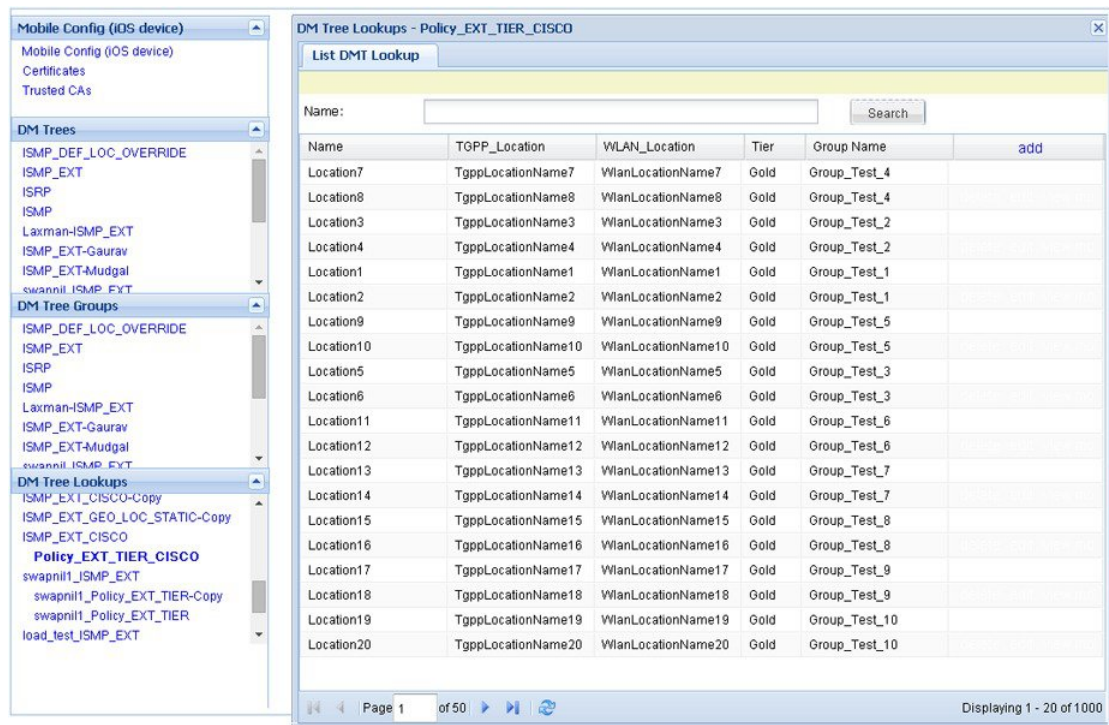 Mobile Config (iOS device)
Mobile Config (iOS device)
Certificates
Trusted CAs
DM Trees
ISMP_DEF_LOC_OVERRIDE
ISMP_EXT
ISRP
ISMP
Laxman-ISMP_EXT
ISMP_EXT-Gaurav
ISMP_EXT-Mudgal
swapnil ISMP EXT
DM Tree Groups
ISMP_DEF_LOC_OVERRIDE
ISMP_EXT
ISRP
ISMP
Laxman-ISMP_EXT
ISMP_EXT-Gaurav
ISMP_EXT-Mudgal
swapnil ISMP EXT
DM Tree Lookups
ISMP_EXT_CISCO-Copy
ISMP_EXT_GEO_LOC_STATIC-Copy
ISMP_EXT_CISCO
Policy_EXT_TIER_CISCO
swapnil1_ISMP_EXT
swapnil1_Policy_EXT_TIER-Copy
swapnil1_Policy_EXT_TIER
load_test_ISMP_EXT
DM Tree Lookups - Policy_EXT_TIER_CISCO
List DMT Lookup
Name: Search
Name TGPP_Location WLAN_Location Tier Group Name add
Location7 TgppLocationName7 WlanLocationName7 Gold Group_Test_4
Location8 TgppLocationName8 WlanLocationName8 Gold Group_Test_4
Location3 TgppLocationName3 WlanLocationName3 Gold Group_Test_2
Location4 TgppLocationName4 WlanLocationName4 Gold Group_Test_2
Location1 TgppLocationName1 WlanLocationName1 Gold Group_Test_1
Location2 TgppLocationName2 WlanLocationName2 Gold Group_Test_1
Location9 TgppLocationName9 WlanLocationName9 Gold Group_Test_5
Location10 TgppLocationName10 WlanLocationName10 Gold Group_Test_5
Location5 TgppLocationName5 WlanLocationName5 Gold Group_Test_3
Location6 TgppLocationName6 WlanLocationName6 Gold Group_Test_3
Location11 TgppLocationName11 WlanLocationName11 Gold Group_Test_6
Location12 TgppLocationName12 WlanLocationName12 Gold Group_Test_6
Location13 TgppLocationName13 WlanLocationName13 Gold Group_Test_7
Location14 TgppLocationName14 WlanLocationName14 Gold Group_Test_7
Location15 TgppLocationName15 WlanLocationName15 Gold Group_Test_8
Location16 TgppLocationName16 WlanLocationName16 Gold Group_Test_8
Location17 TgppLocationName17 WlanLocationName17 Gold Group_Test_9
Location18 TgppLocationName18 WlanLocationName18 Gold Group_Test_9
Location19 TgppLocationName19 WlanLocationName19 Gold Group_Test_10
Location20 TgppLocationName20 WlanLocationName20 Gold Group_Test_10
Page 1 of 50 Displaying 1 - 20 of 1000